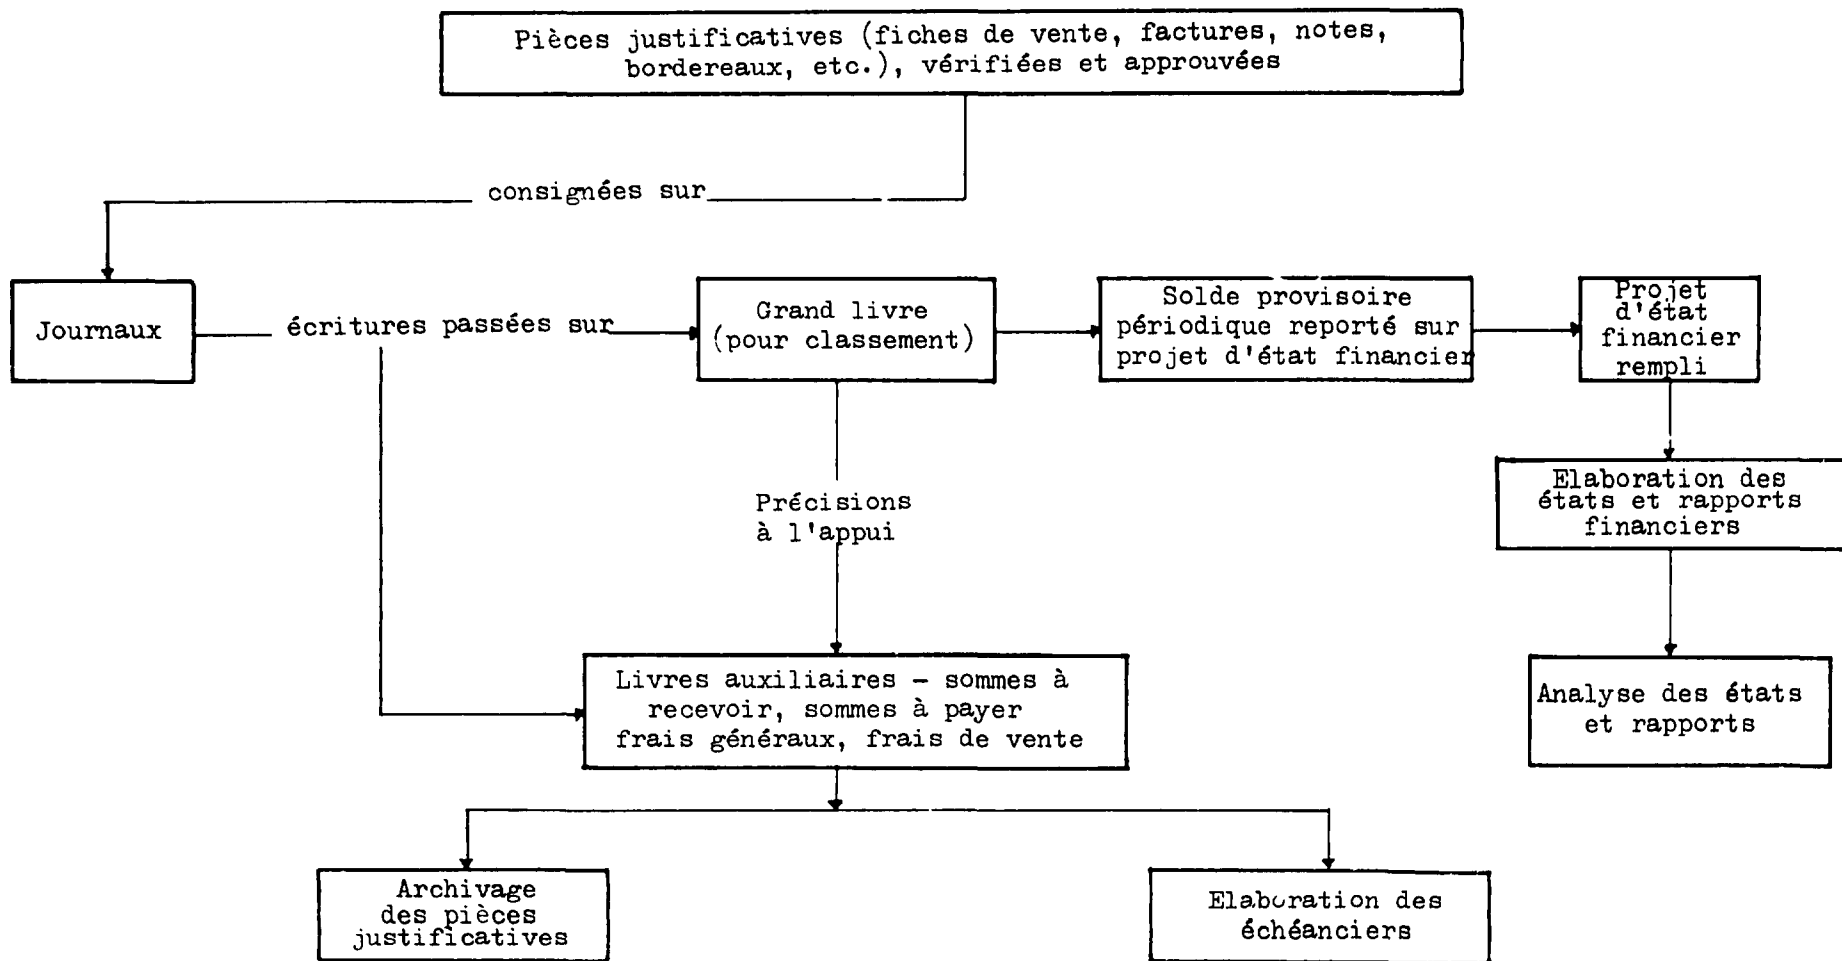 Pièces justificatives (fiches de vente, factures, notes,
bordereaux, etc.), vérifiées et approuvées
consignées sur
Journaux
écritures passées sur
Grand livre
(pour classement)
Solde provisoire
périodique reporté sur
projet d'état financier
Projet
d'état
financier
rempli
Elaboration des
états et rapports
financiers
Précisions
à l'appui
Livres auxiliaires – sommes à
recevoir, sommes à payer
frais généraux, frais de vente
Analyse des états
et rapports
Archivage
des pièces
justificatives
Elaboration des
échéanciers